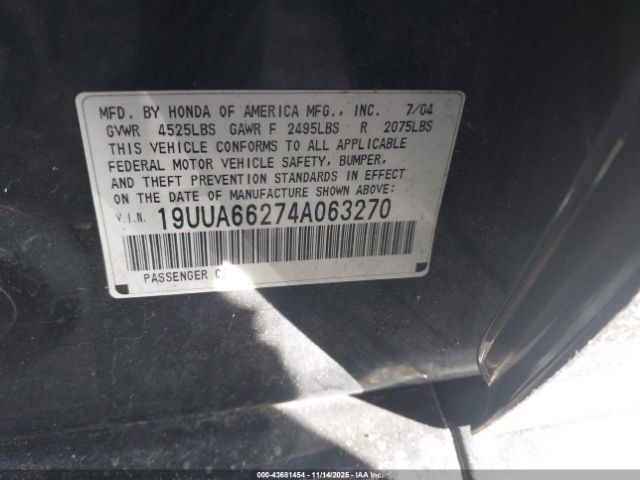 MFD. BY HONDA OF AMERICA MFG., INC. 7/04
GVWR 4525LBS GAWR F 2495LBS R 2075LBS
THIS VEHICLE CONFORMS TO ALL APPLICABLE
FEDERAL MOTOR VEHICLE SAFETY, BUMPER,
AND THEFT PREVENTION STANDARDS IN EFFECT
ON THE DATE OF MANUFACTURE SHOWN ABOVE:
V.I.N. 19UUA66274A063270
PASSENGER
000-43681454 - 11/14/2025 - IAA Inc.